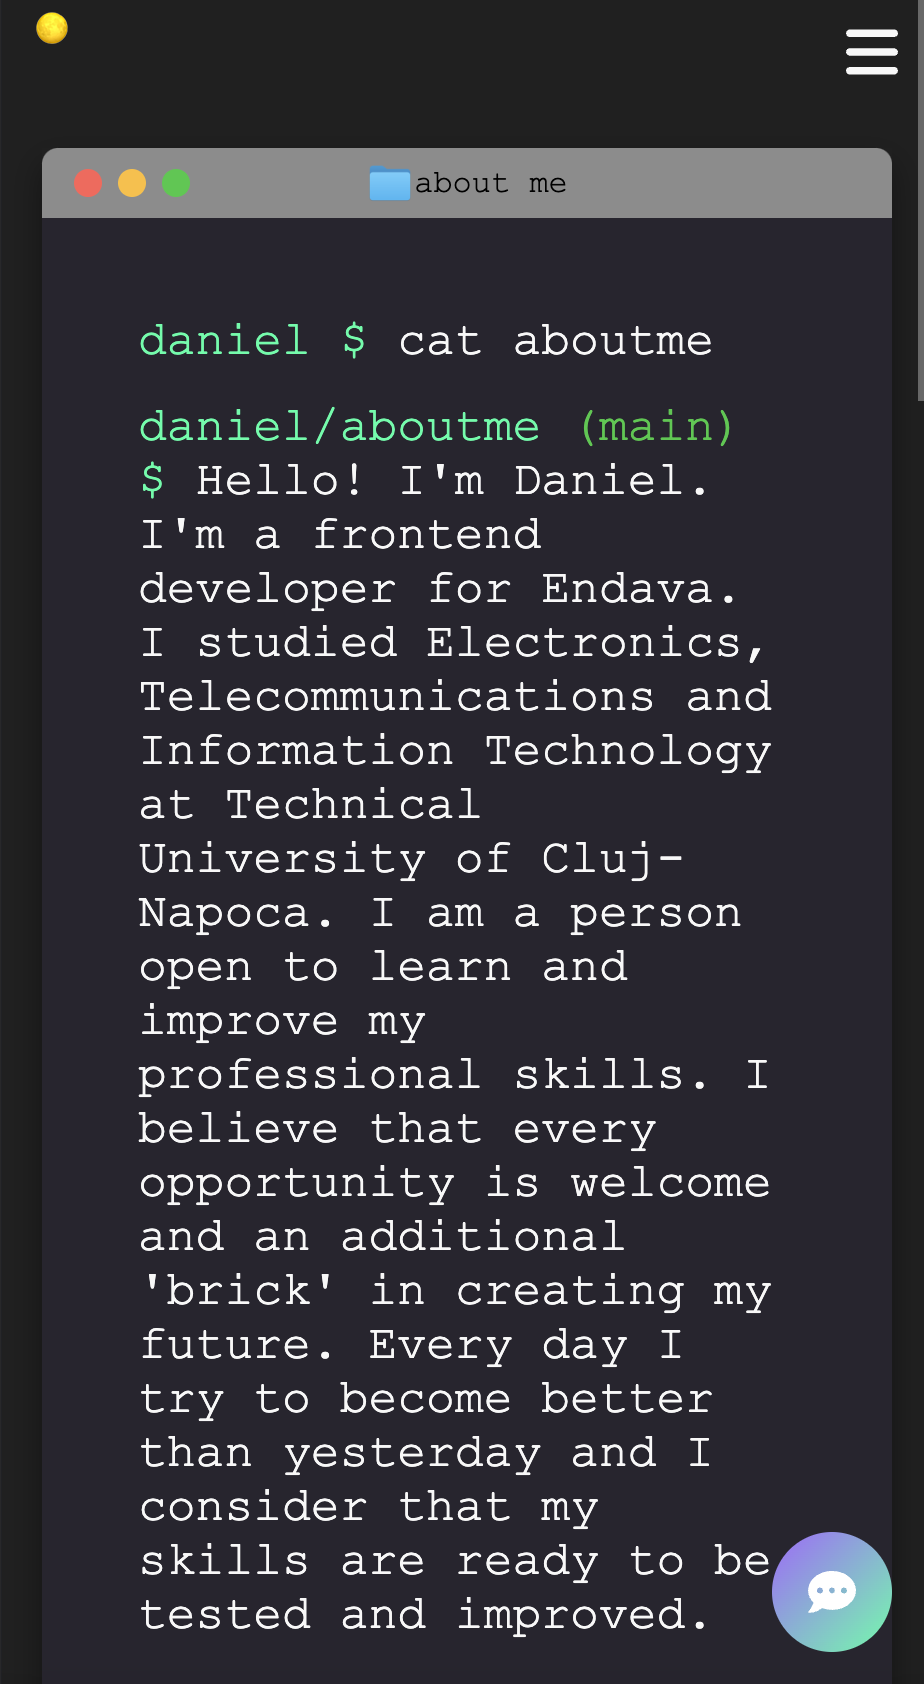 about me
daniel $ cat aboutme
daniel/aboutme (main)
$ Hello! I'm Daniel.
I'm a frontend
developer for Endava.
I studied Electronics,
Telecommunications and
Information Technology
at Technical
University of Cluj-
Napoca. I am a person
open to learn and
improve my
professional skills. I
believe that every
opportunity is welcome
and an additional
'brick' in creating my
future. Every day I
try to become better
than yesterday and I
consider that my
skills are ready to be
tested and improved.